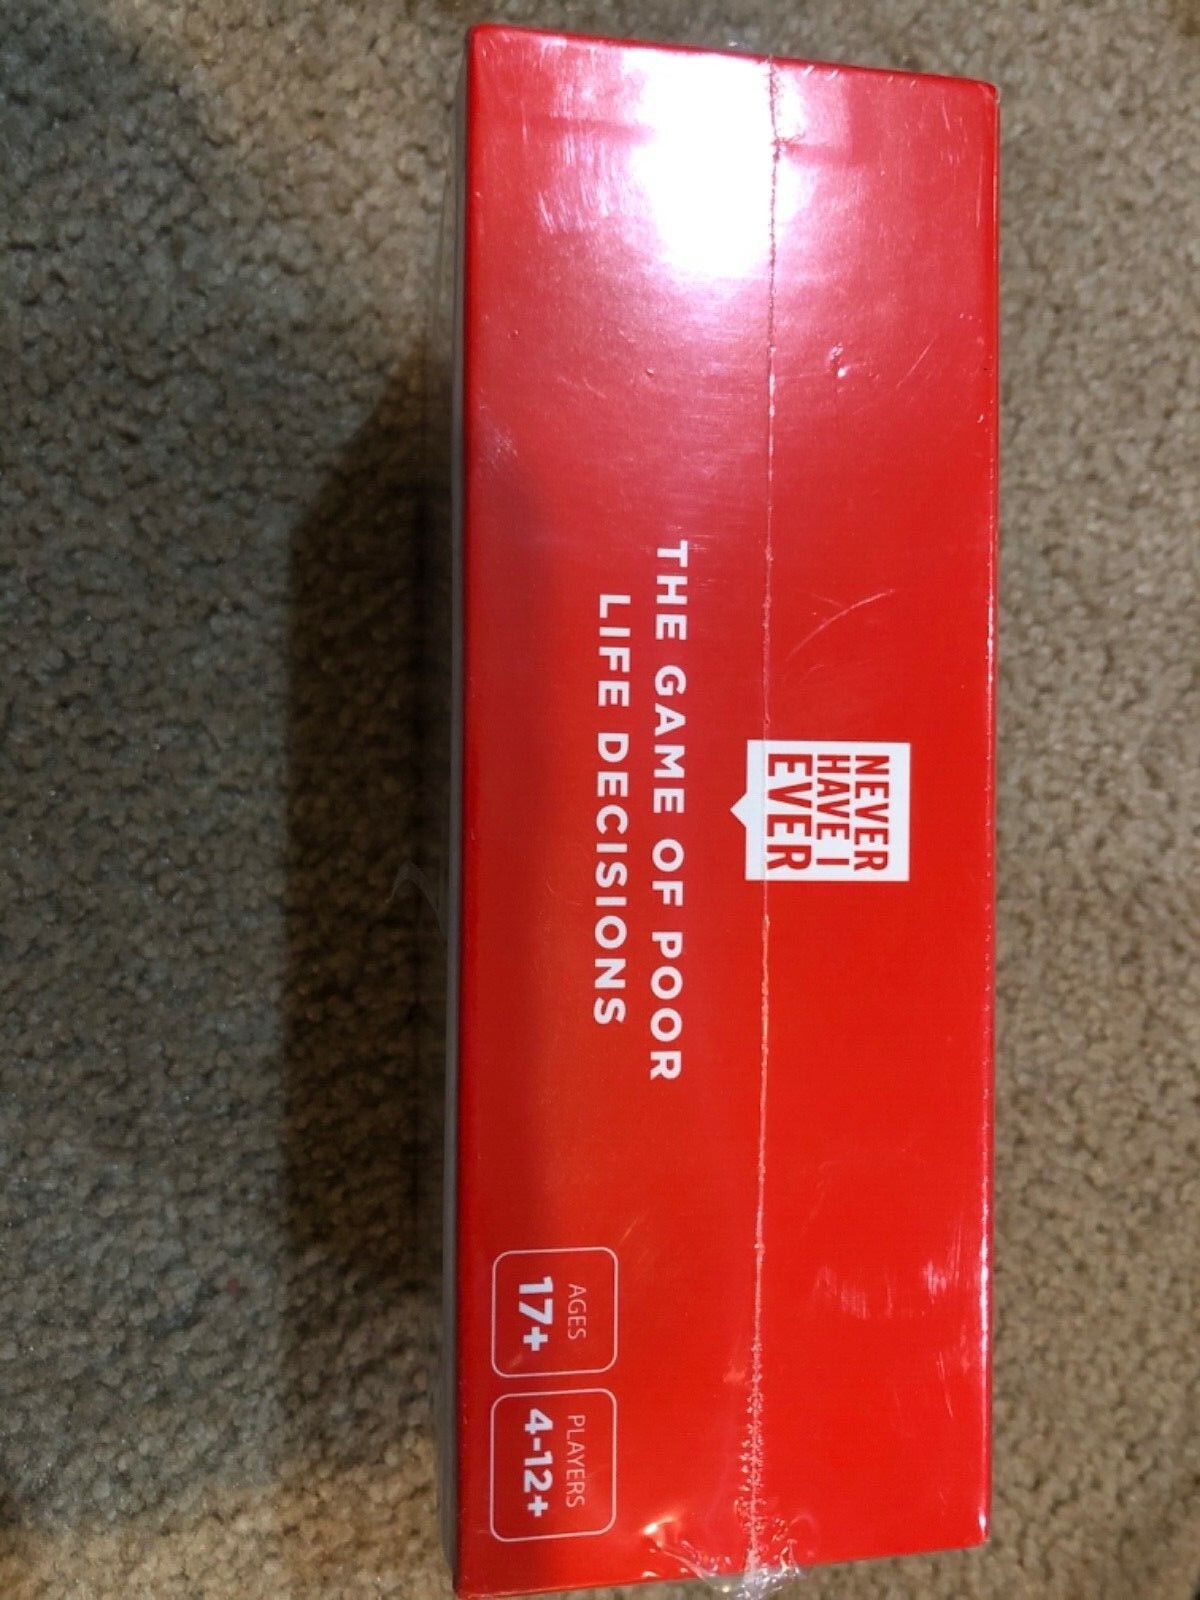 NEVER
HAVE I
EVER
THE GAME OF POOR
LIFE DECISIONS
AGES
17+
PLAYERS
4-12+